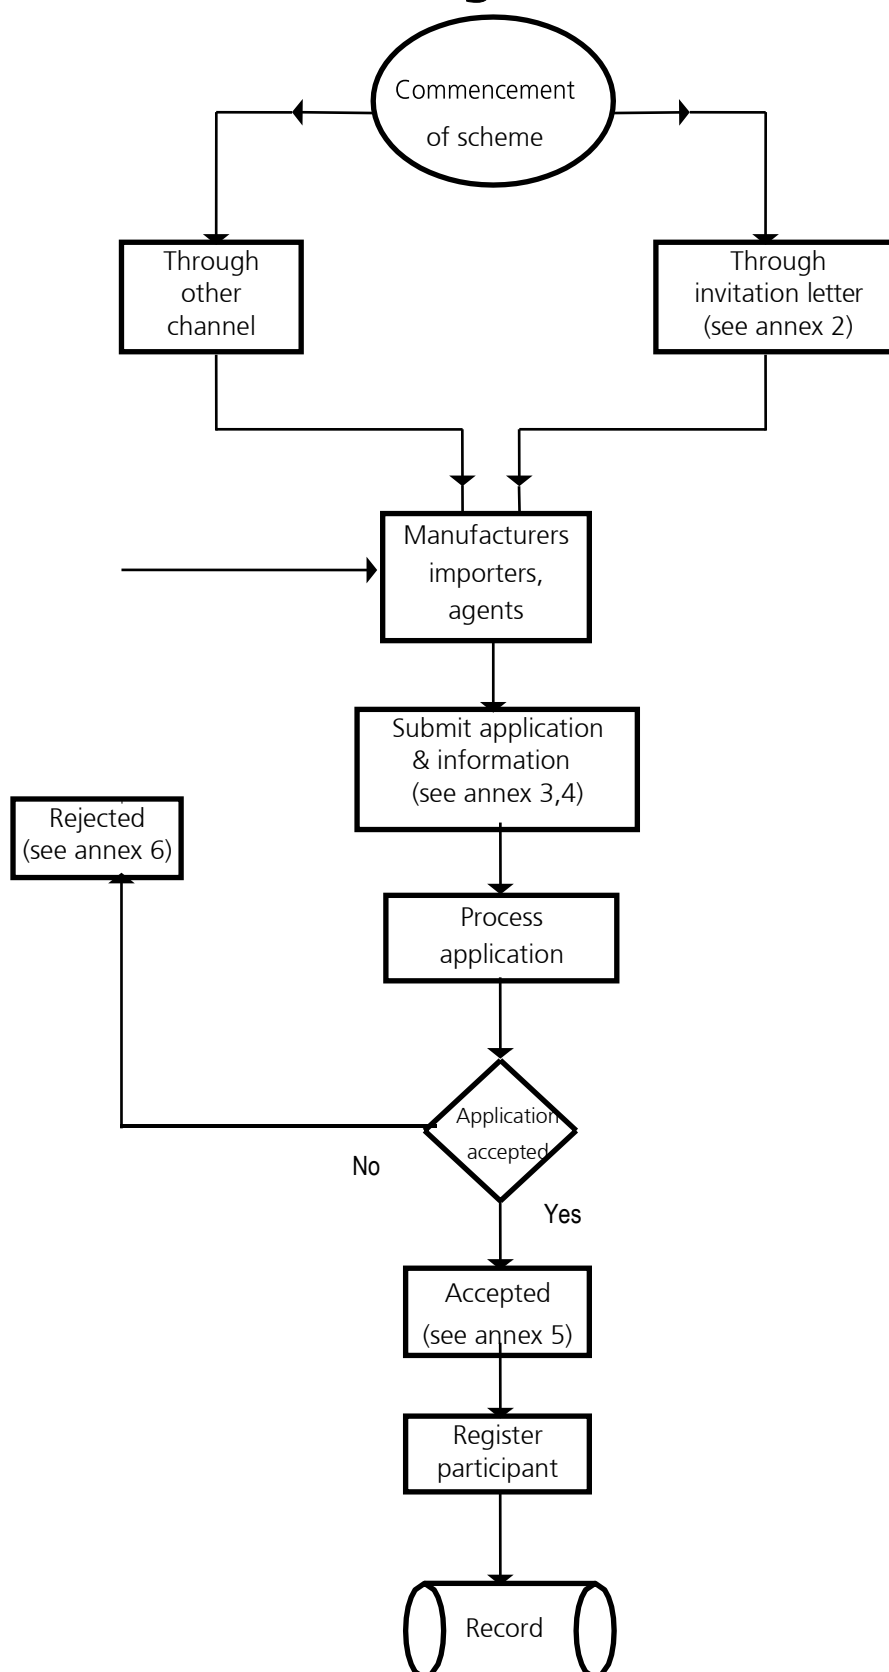 Commencement
of scheme
Through
other
channel
Through
invitation letter
(see annex 2)
Manufacturers
importers,
agents
Submit application
& information
(see annex 3,4)
Rejected
(see annex 6)
Process
application
Application
accepted
No
Yes
Accepted
(see annex 5)
Register
participant
Record